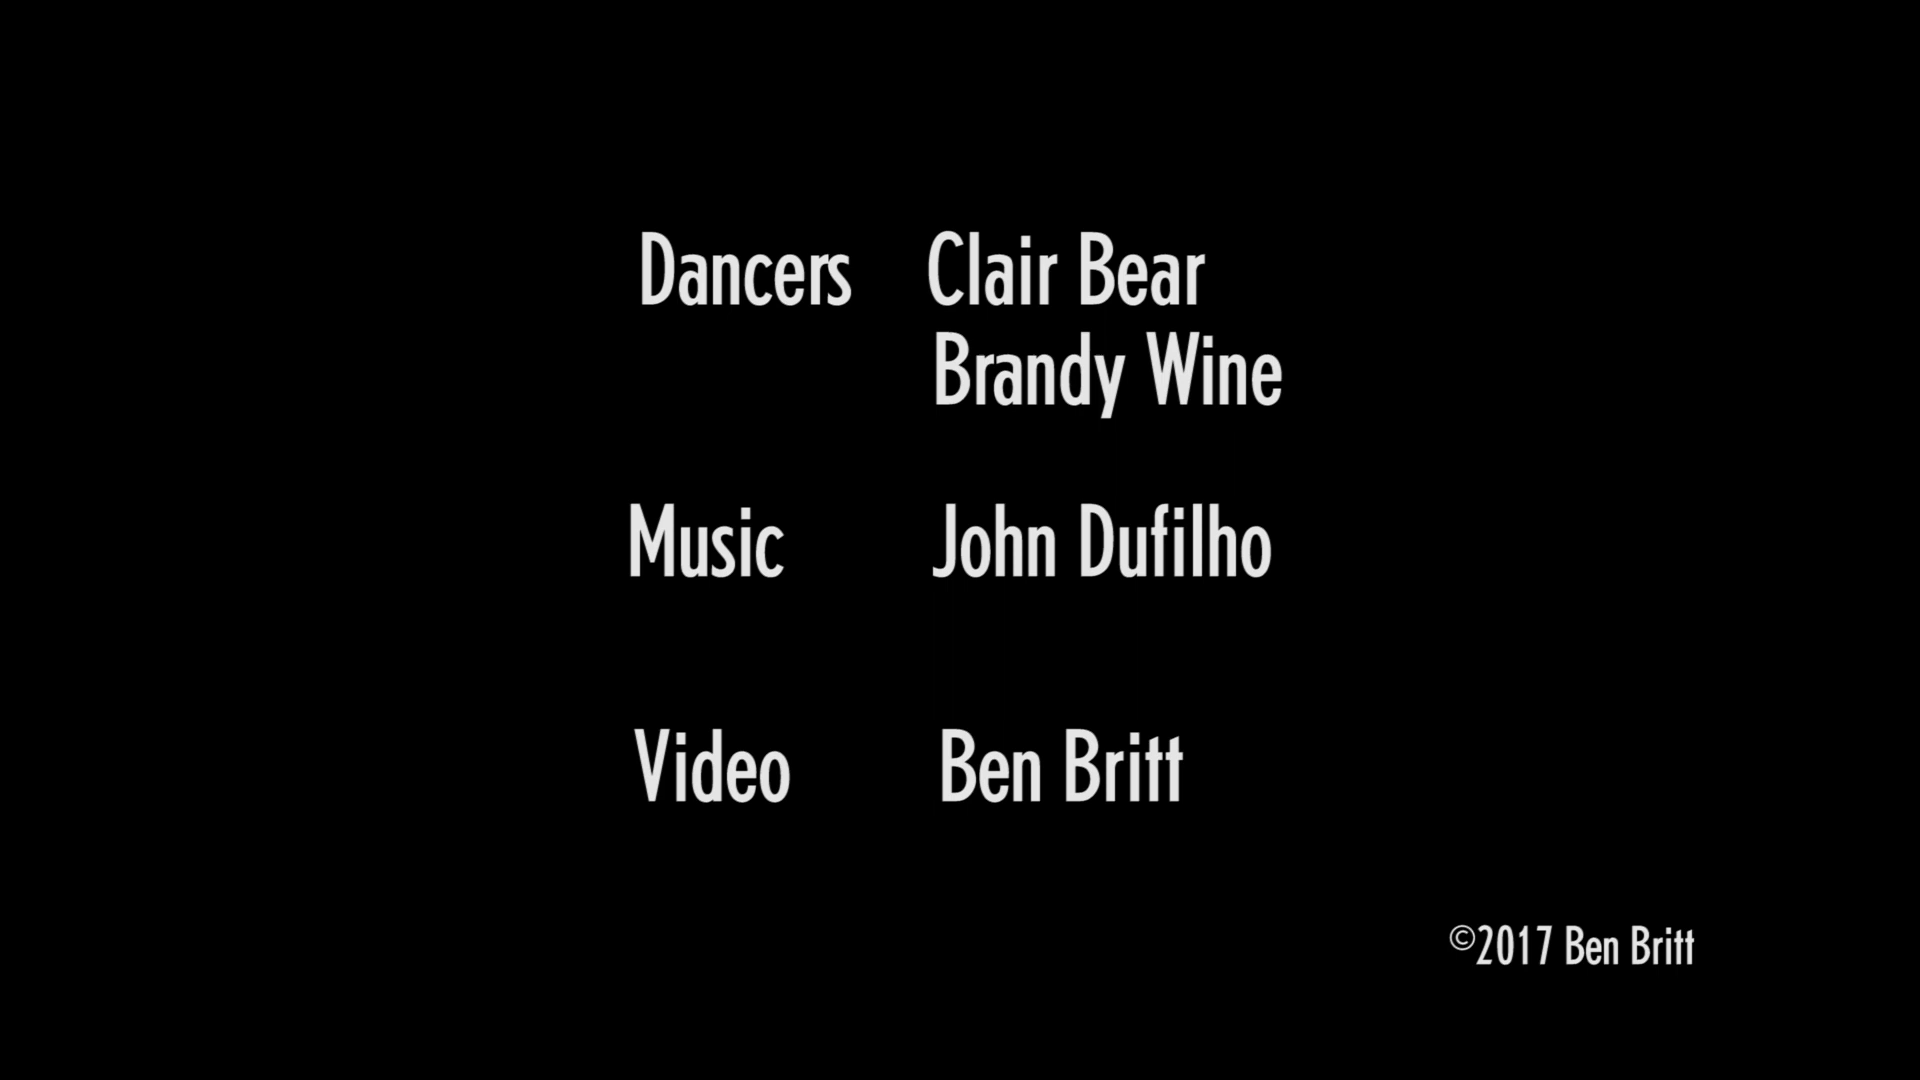 Dancers Clair Bear
Brandy Wine
Music John Dufilho
Video Ben Britt
©2017 Ben Britt